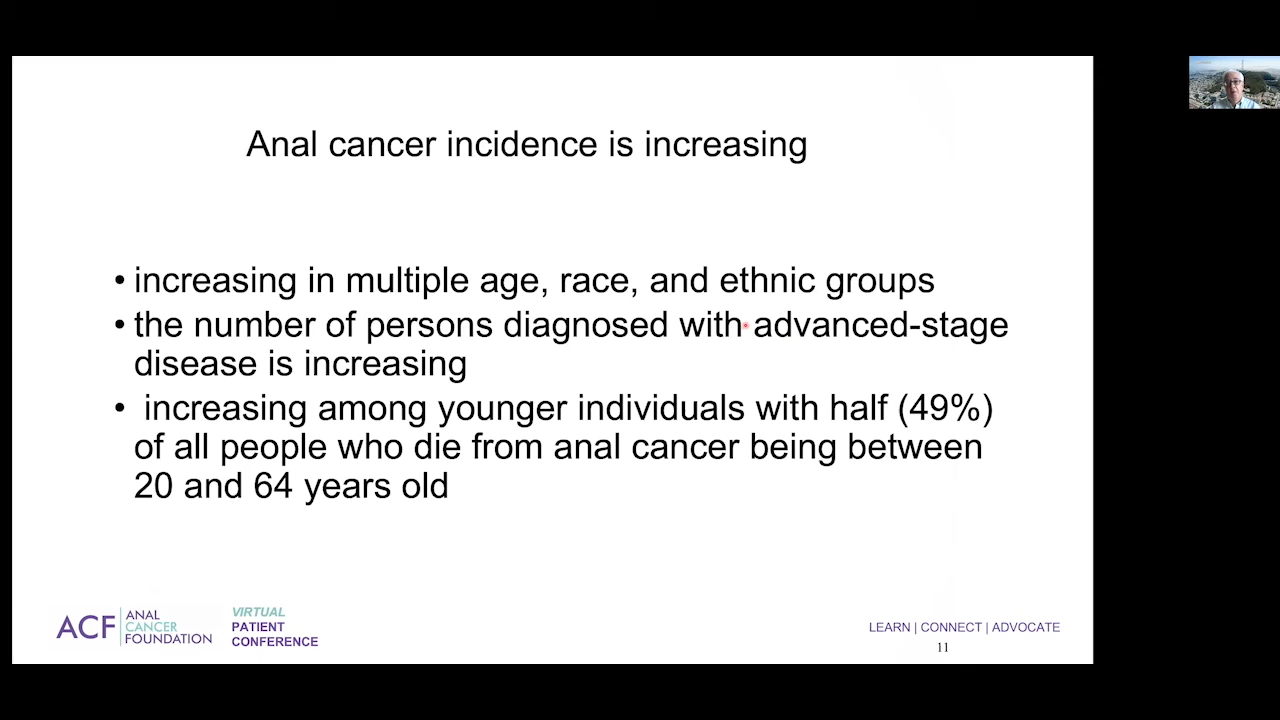 Anal cancer incidence is increasing
• increasing in multiple age, race, and ethnic groups
• the number of persons diagnosed with advanced-stage
disease is increasing
• increasing among younger individuals with half (49%)
of all people who die from anal cancer being between
20 and 64 years old
ACF ANAL
CANCER
FOUNDATION
VIRTUAL
PATIENT
CONFERENCE
LEARN | CONNECT | ADVOCATE
11